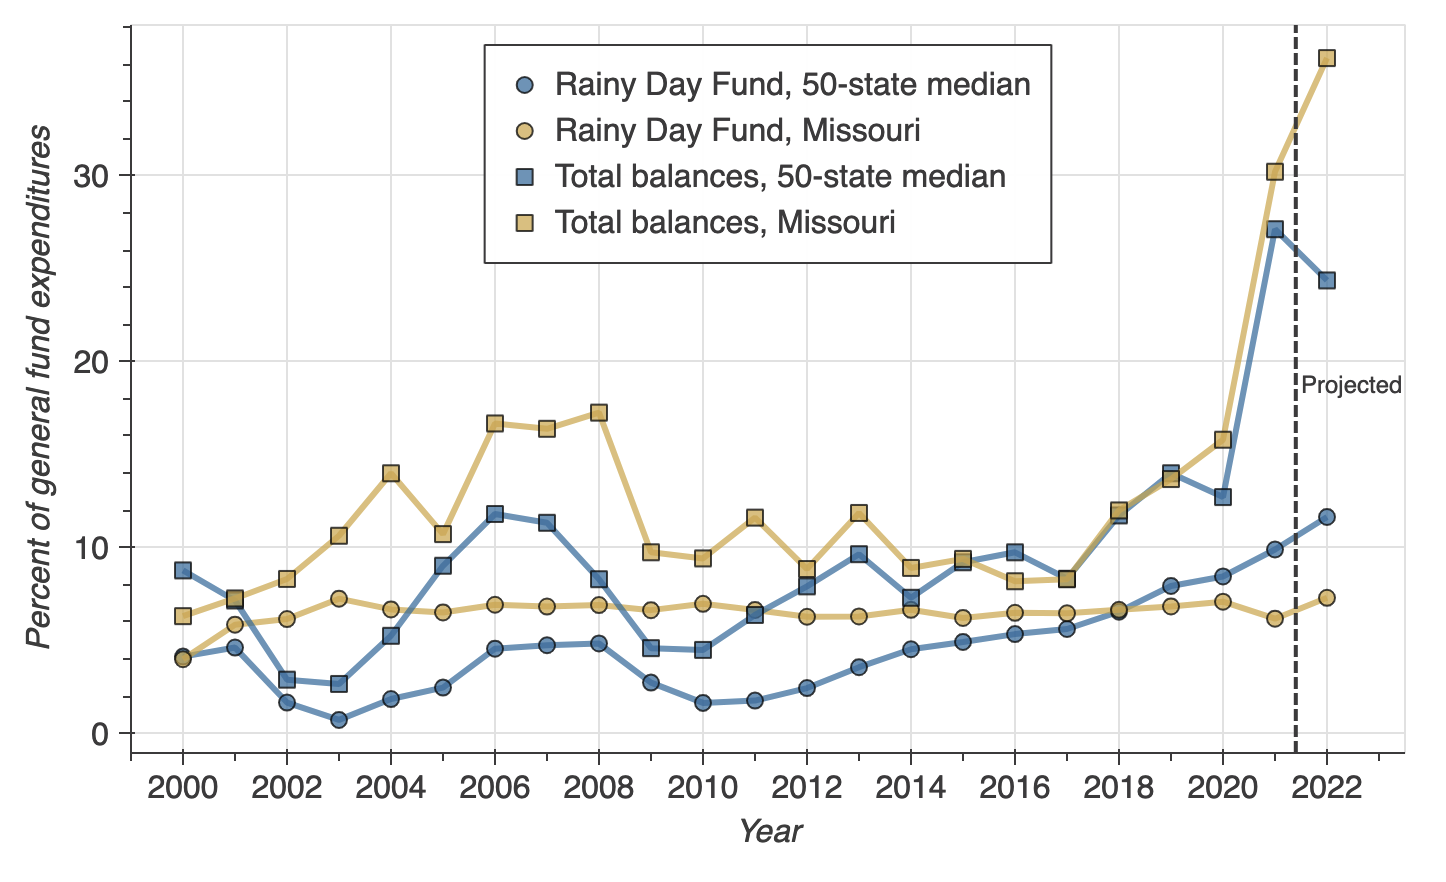 Rainy Day Fund, 50-state median
Rainy Day Fund, Missouri
Total balances, 50-state median
Total balances, Missouri
Percent of general fund expenditures
30
20
10
0
Projected
2000 2002 2004 2006 2008 2010 2012 2014 2016 2018 2020 2022
Year